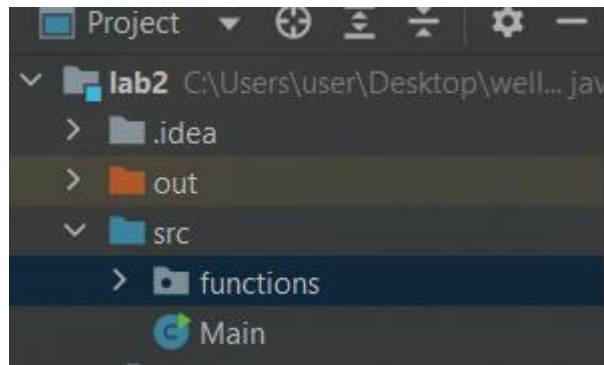 Project
lab2 C:\Users\user\Desktop\well... jav
.idea
out
src
functions
Main